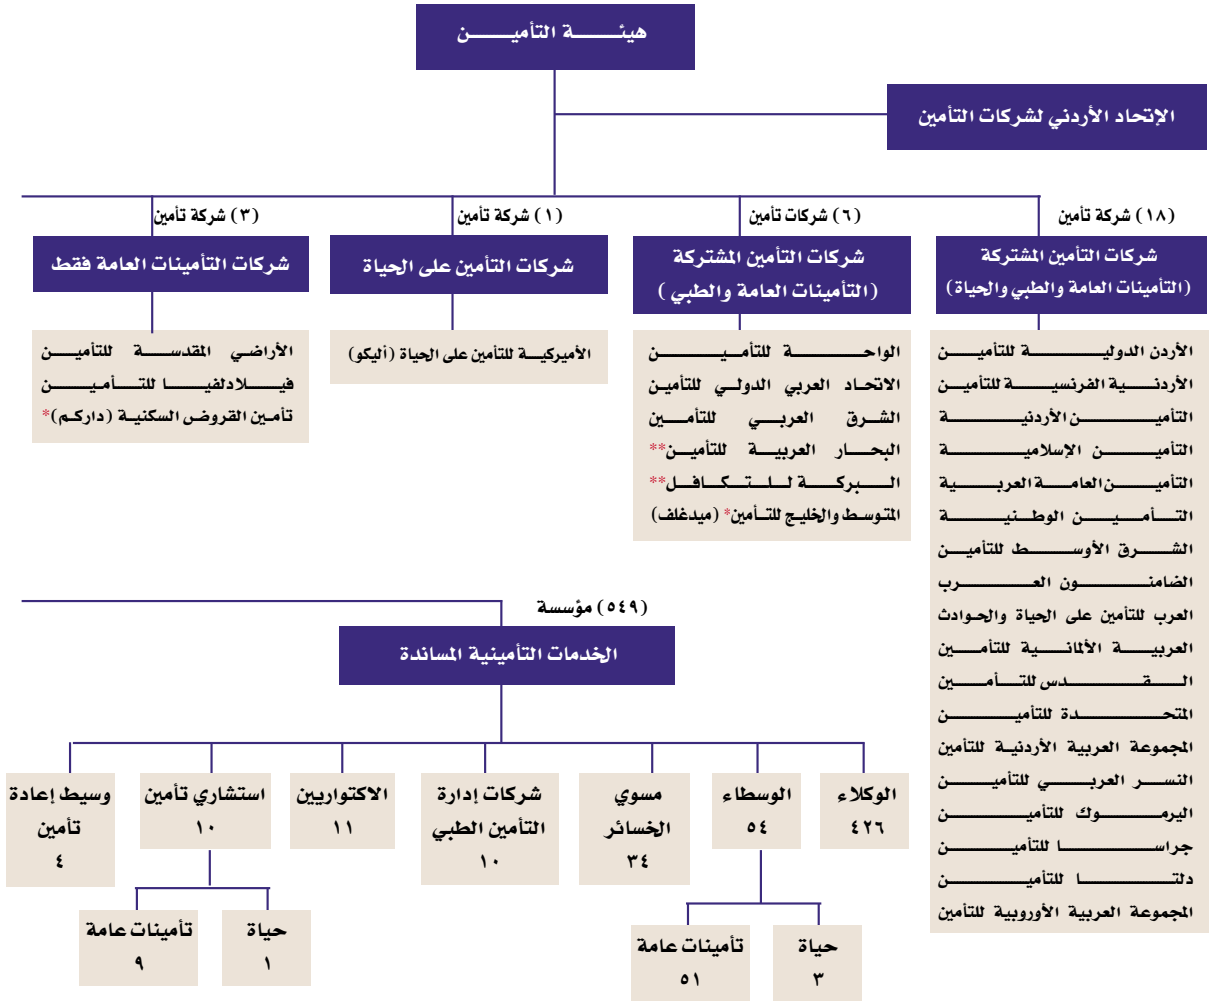 هيئة التأمين
الإتحاد الأردني لشركات التأمين
(١٨) شركة تأمين
شركات التأمين المشتركة
(التأمينات العامة والطبي والحياة)
الأردن الدولية للتأمين
الأردنية الفرنسية للتأمين
التأمين الأردنية
التأمين الإسلامية
التأمين العامة العربية
التأمين الوطنية
الشرق الأوسط للتأمين
الضامنون العرب
العرب للتأمين على الحياة والحوادث
العربية الألمانية للتأمين
القدس للتأمين
المتحدة للتأمين
المجموعة العربية الأردنية للتأمين
النسر العربي للتأمين
اليرموك للتأمين
جراسا للتأمين
دلتا للتأمين
المجموعة العربية الأوروبية للتأمين
(٦) شركات تأمين
شركات التأمين المشتركة
(التأمينات العامة والطبي)
الواحة للتأمين
الاتحاد العربي الدولي للتأمين
الشرق العربي للتأمين
البحار العربية للتأمين**
البركة للتكافل**
المتوسط والخليج للتأمين* (ميدغلف)
(١) شركة تأمين
شركات التأمين على الحياة
الأميركية للتأمين على الحياة (أليكو)
(٣) شركة تأمين
شركات التأمينات العامة فقط
الأراضي المقدسة للتأمين
فيلادلفيا للتأمين
تأمين القروض السكنية (داركم)*
(٥٤٩) مؤسسة
الخدمات التأمينية المساندة
الوكلاء
٤٢٦
الوسطاء
٥٤
مسوي
الخسائر
٣٤
شركات إدارة
التأمين الطبي
١٠
الاكتواريين
١١
استشاري تأمين
١٠
وسيط إعادة
تأمين
٤
حياة
٣
تأمينات عامة
٥١
حياة
١
تأمينات عامة
٩